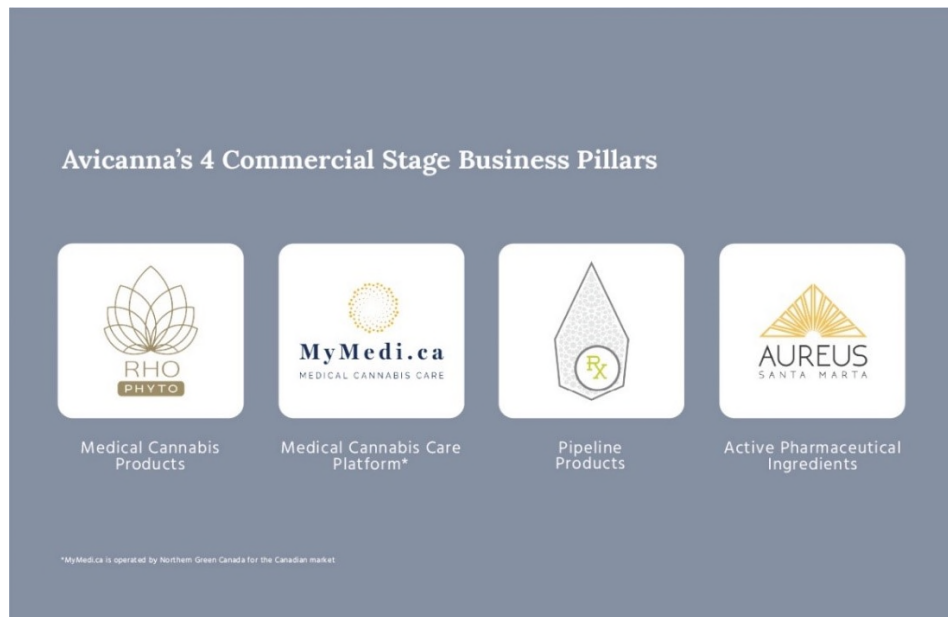 Avicanna’s 4 Commercial Stage Business Pillars
RHO
PHYTO
MyMedi.ca
MEDICAL CANNABIS CARE
RX
AUREUS
SANTA MARTA
Medical Cannabis
Products
Medical Cannabis Care
Platform*
Pipeline
Products
Active Pharmaceutical
Ingredients
*MyMedi.ca is operated by Northern Green Canada for the Canadian market